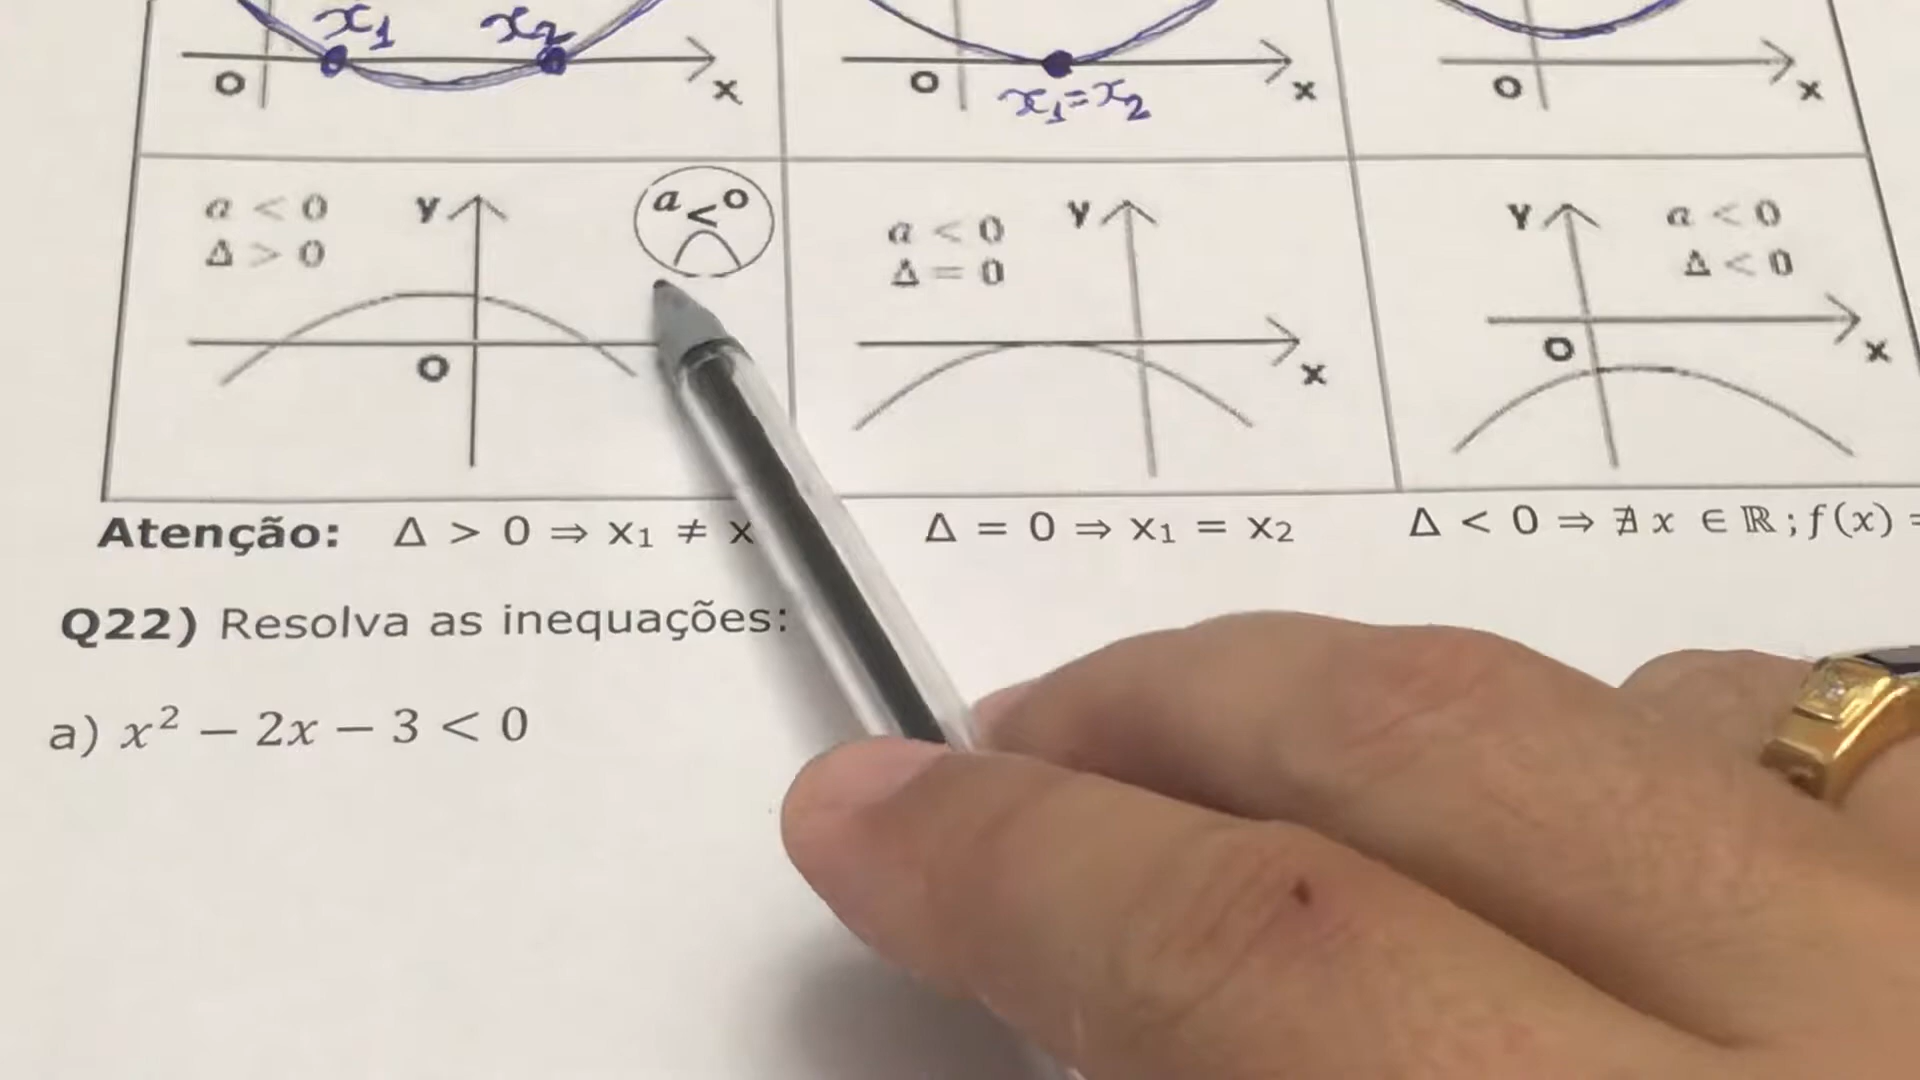 x₁ x₂
O x
O x
x₁=x₂
O x
a < 0
Δ > 0
y
a < 0
O
a < 0
Δ = 0
y
x
y
a < 0
Δ < 0
O x
Atenção: Δ > 0 ⇒ x₁ ≠ x
Δ = 0 ⇒ x₁ = x₂
Δ < 0 ⇒ ∄ x ∈ ℝ ; f(x) =
Q22) Resolva as inequações:
a) x² − 2x − 3 < 0